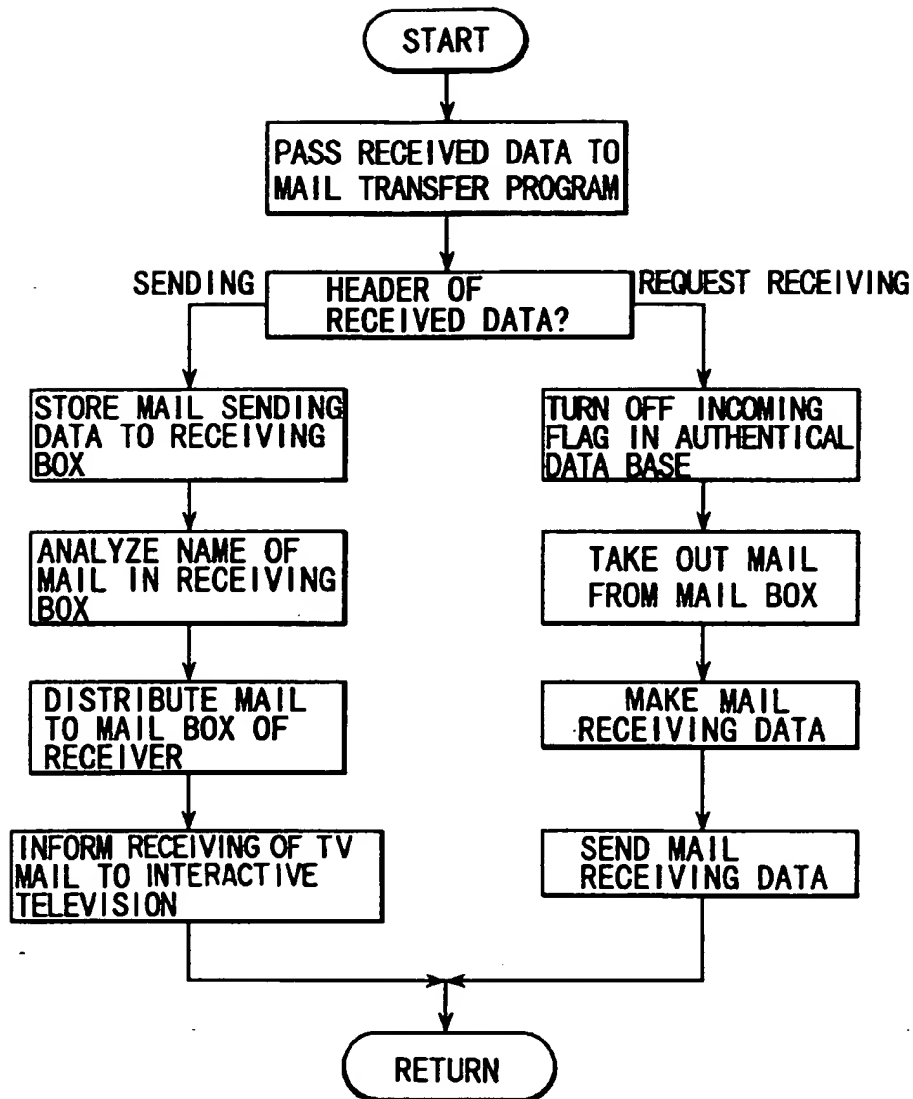 START
PASS RECEIVED DATA TO
MAIL TRANSFER PROGRAM
SENDING
HEADER OF
RECEIVED DATA?
REQUEST RECEIVING
STORE MAIL SENDING
DATA TO RECEIVING
BOX
ANALYZE NAME OF
MAIL IN RECEIVING
BOX
DISTRIBUTE MAIL
TO MAIL BOX OF
RECEIVER
INFORM RECEIVING OF TV
MAIL TO INTERACTIVE
TELEVISION
TURN OFF INCOMING
FLAG IN AUTHENTICAL
DATA BASE
TAKE OUT MAIL
FROM MAIL BOX
MAKE MAIL
RECEIVING DATA
SEND MAIL
RECEIVING DATA
RETURN